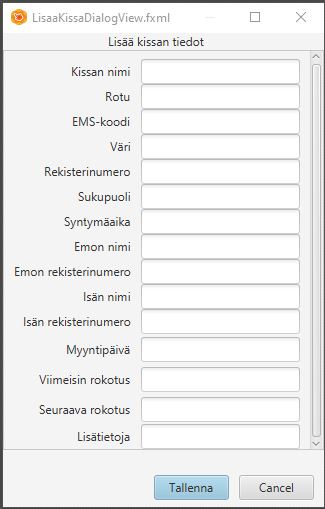 LisaaKissaDialogView.fxml
Lisää kissan tiedot
Kissan nimi
Rotu
EMS-koodi
Väri
Rekisterinumero
Sukupuoli
Syntymäaika
Emon nimi
Emon rekisterinumero
Isän nimi
Isän rekisterinumero
Myyntipäivä
Viimeisin rokotus
Seuraava rokotus
Lisätietoja
Tallenna Cancel